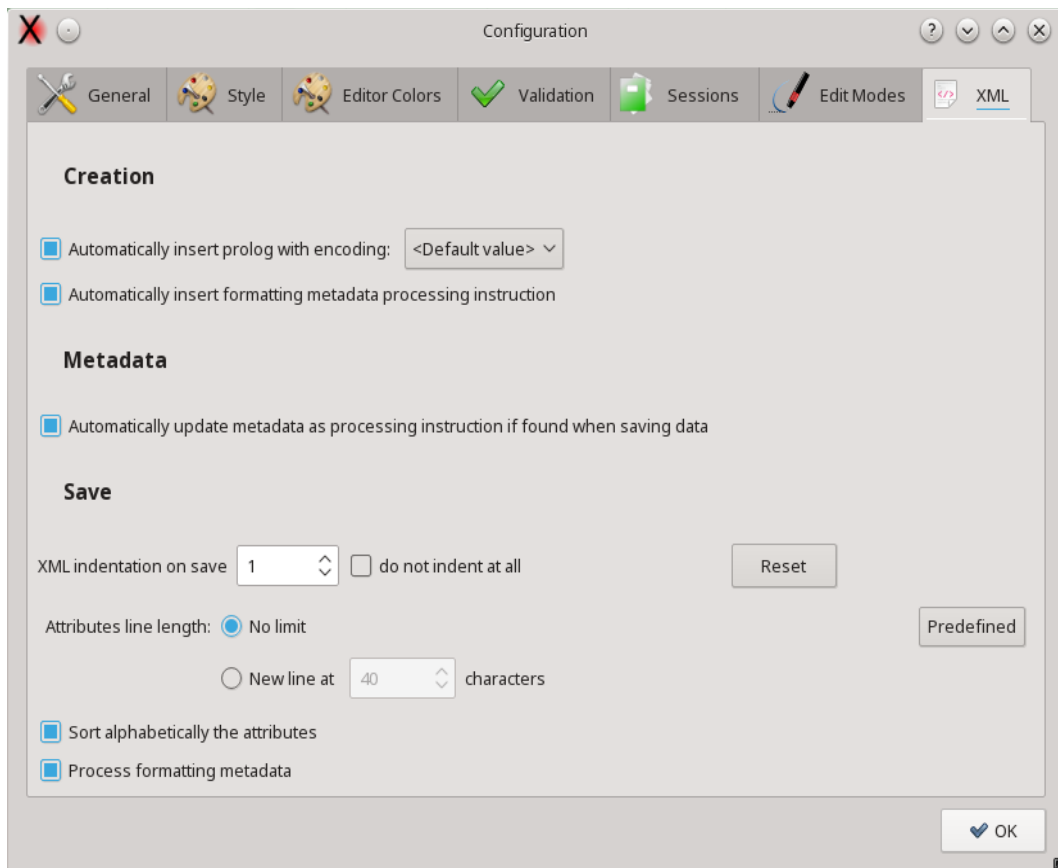 Configuration
General Style Editor Colors Validation Sessions Edit Modes XML
Creation
Automatically insert prolog with encoding: <Default value>
Automatically insert formatting metadata processing instruction
Metadata
Automatically update metadata as processing instruction if found when saving data
Save
XML indentation on save 1 do not indent at all Reset
Attributes line length: No limit Predefined
New line at 40 characters
Sort alphabetically the attributes
Process formatting metadata
OK